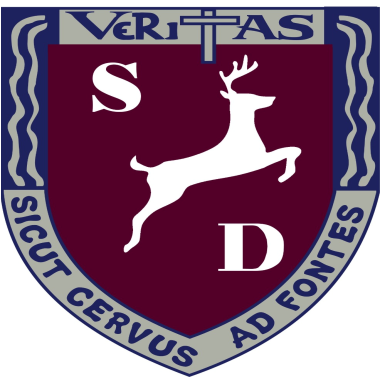 VERITAS
S
D
SICUT CERVUS AD FONTES